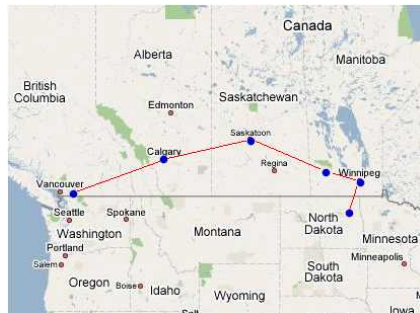 Canada
Alberta
Manitoba
British
Columbia
Edmonton
Saskatchewan
Saskatoon
Calgary
Regina
Winnipeg
Vancouver
Seattle
Spokane
Washington
North
Dakota
Montana
Minnesota
Portland
Salem
Minneapolis
South
Dakota
Oregon
Boise
Idaho
Wyoming
Iowa